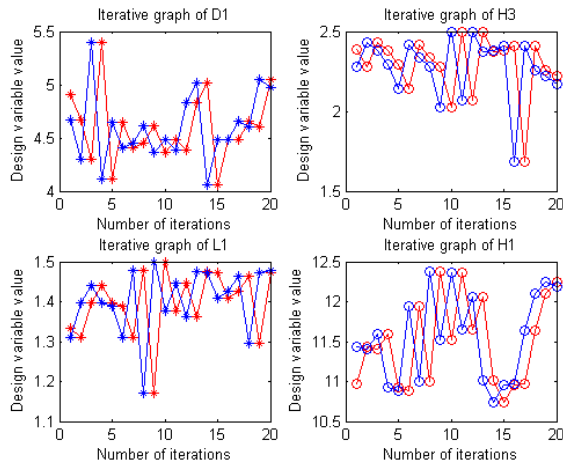 Iterative graph of D1
Design variable value
5.5
5
4.5
4
0 5 10 15 20
Number of iterations
Iterative graph of H3
Design variable value
2.5
2
1.5
0 5 10 15 20
Number of iterations
Iterative graph of L1
Design variable value
1.5
1.4
1.3
1.2
1.1
0 5 10 15 20
Number of iterations
Iterative graph of H1
Design variable value
12.5
12
11.5
11
10.5
0 5 10 15 20
Number of iterations